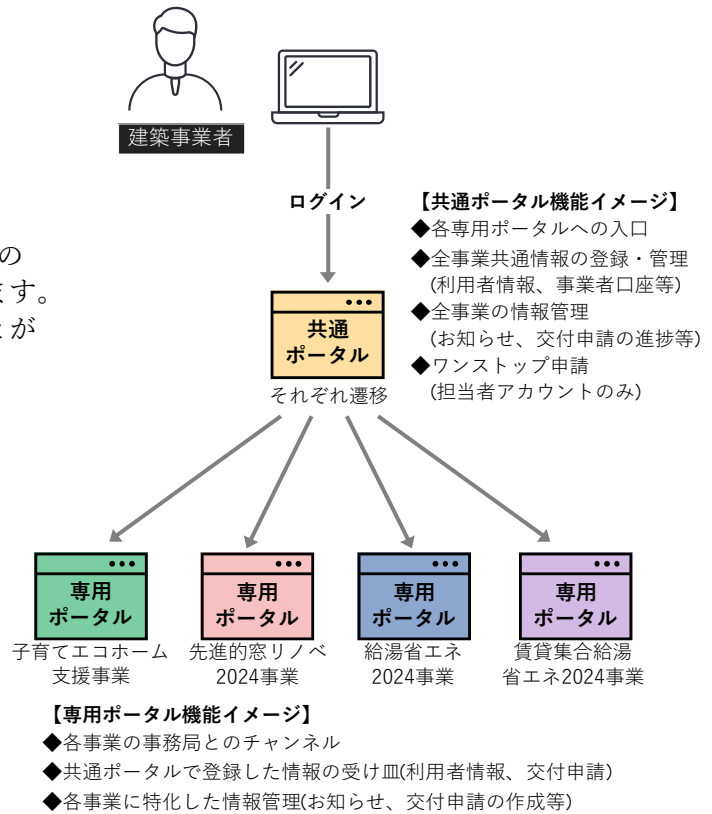 建築事業者
ログイン
の
ます。
が
共通
ポータル
それぞれ遷移
【共通ポータル機能イメージ】
◆各専用ポータルへの入口
◆全事業共通情報の登録・管理
(利用者情報、事業者口座等)
◆全事業の情報管理
(お知らせ、交付申請の進捗等)
◆ワンストップ申請
(担当者アカウントのみ)
専用
ポータル
子育てエコホーム
支援事業
専用
ポータル
先進的窓リノベ
2024事業
専用
ポータル
給湯省エネ
2024事業
専用
ポータル
賃貸集合給湯
省エネ2024事業
【専用ポータル機能イメージ】
◆各事業の事務局とのチャンネル
◆共通ポータルで登録した情報の受け皿(利用者情報、交付申請)
◆各事業に特化した情報管理(お知らせ、交付申請の作成等)